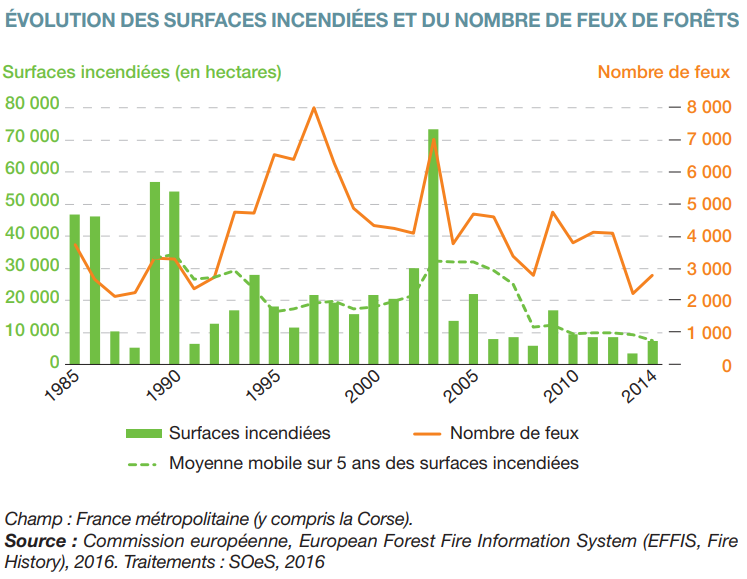 ÉVOLUTION DES SURFACES INCENDIÉES ET DU NOMBRE DE FEUX DE FORÊTS
Surfaces incendiées (en hectares)
Nombre de feux
80 000
70 000
60 000
50 000
40 000
30 000
20 000
10 000
0
8 000
7 000
6 000
5 000
4 000
3 000
2 000
1 000
0
1985
1990
1995
2000
2005
2010
2014
Surfaces incendiées
Nombre de feux
Moyenne mobile sur 5 ans des surfaces incendiées
Champ : France métropolitaine (y compris la Corse).
Source : Commission européenne, European Forest Fire Information System (EFFIS, Fire
History), 2016. Traitements : SOeS, 2016